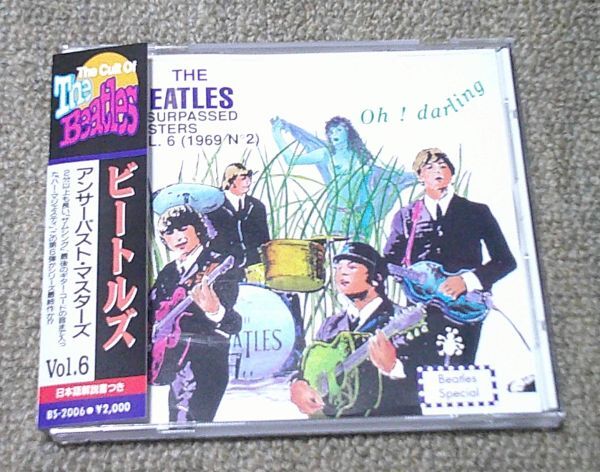 The Cult Of
The
Beatles
ビートルズ
アンサーパスト・マスターズ
Vol.6
日本語解説書つき
BS-2006● ¥2,000
THE
EATLES
SURPASSED
STERS
L. 6 (1969/N°2)
Oh ! darling
EATLES
Beatles
Special